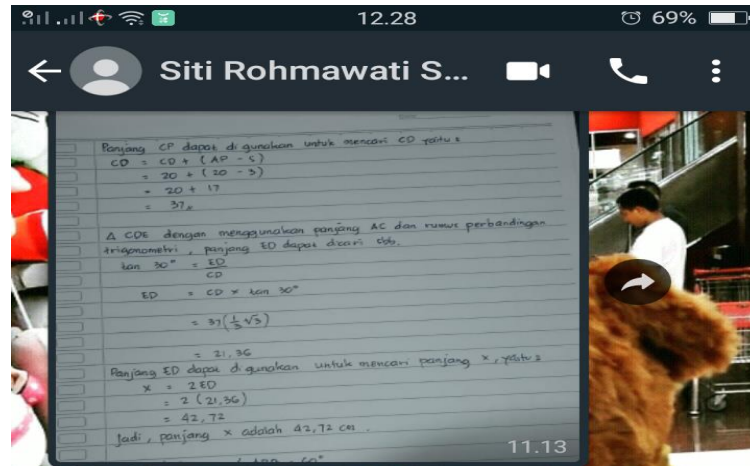 12.28
69%
Siti Rohmawati S...
Panjang CP dapat di gunakan untuk mencari CD yaitu :
CD = CD + (AP - 5)
= 20 + (20 - 3)
= 20 + 17
= 37
Δ CDE dengan menggunakan panjang AC dan rumus perbandingan
trigonometri , panjang ED dapat dicari sbb.
tan 30° = ED
CD
ED = CD × tan 30°
= 37(1/3 √3)
= 21,36
Panjang ED dapat di gunakan untuk mencari panjang x , yaitu :
x = 2 ED
= 2 (21,36)
= 42,72
Jadi , panjang x adalah 42,72 cm .
11.13